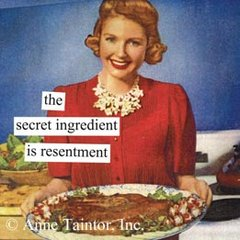 the
secret ingredient
is resentment
© Anne Taintor, Inc.